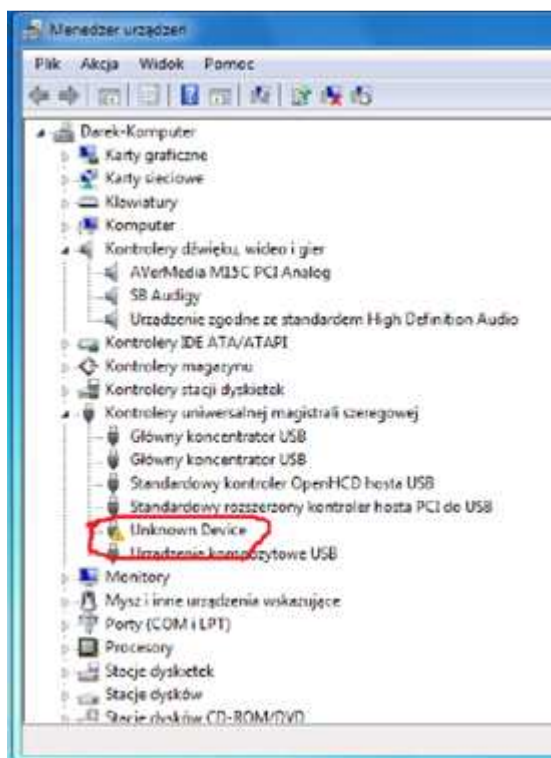 Menedżer urządzeń
Plik Akcja Widok Pomoc
Darek-Komputer
Karty graficzne
Karty sieciowe
Klawiatury
Komputer
Kontrolery dźwięku, wideo i gier
AVerMedia M15C PCI Analog
SB Audigy
Urządzenie zgodne ze standardem High Definition Audio
Kontrolery IDE ATA/ATAPI
Kontrolery magazynu
Kontrolery stacji dyskietek
Kontrolery uniwersalnej magistrali szeregowej
Główny koncentrator USB
Główny koncentrator USB
Standardowy kontroler OpenHCD hosta USB
Standardowy rozszerzony kontroler hosta PCI do USB
Unknown Device
Urządzenie kompozytowe USB
Monitory
Mysz i inne urządzenia wskazujące
Porty (COM i LPT)
Procesory
Stacje dyskietek
Stacje dysków
Stacje dysków CD-ROM/DVD